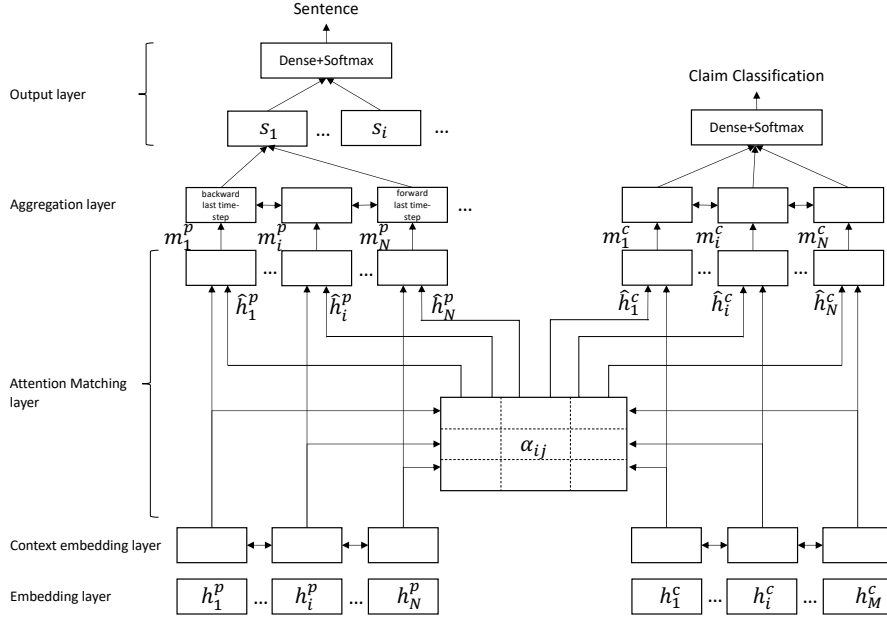 Sentence
Dense+Softmax
Output layer
Claim Classification
s_1 ... s_i ...
Dense+Softmax
Aggregation layer
backward last time-step
forward last time-step
...
m_1^p m_i^p m_N^p
m_1^c m_i^c m_N^c
... ...
... ...
ĥ_1^p ĥ_i^p ĥ_N^p
ĥ_1^c ĥ_i^c ĥ_N^c
Attention Matching
layer
α_{ij}
Context embedding layer
Embedding layer
h_1^p ... h_i^p ... h_N^p
h_1^c ... h_i^c ... h_M^c